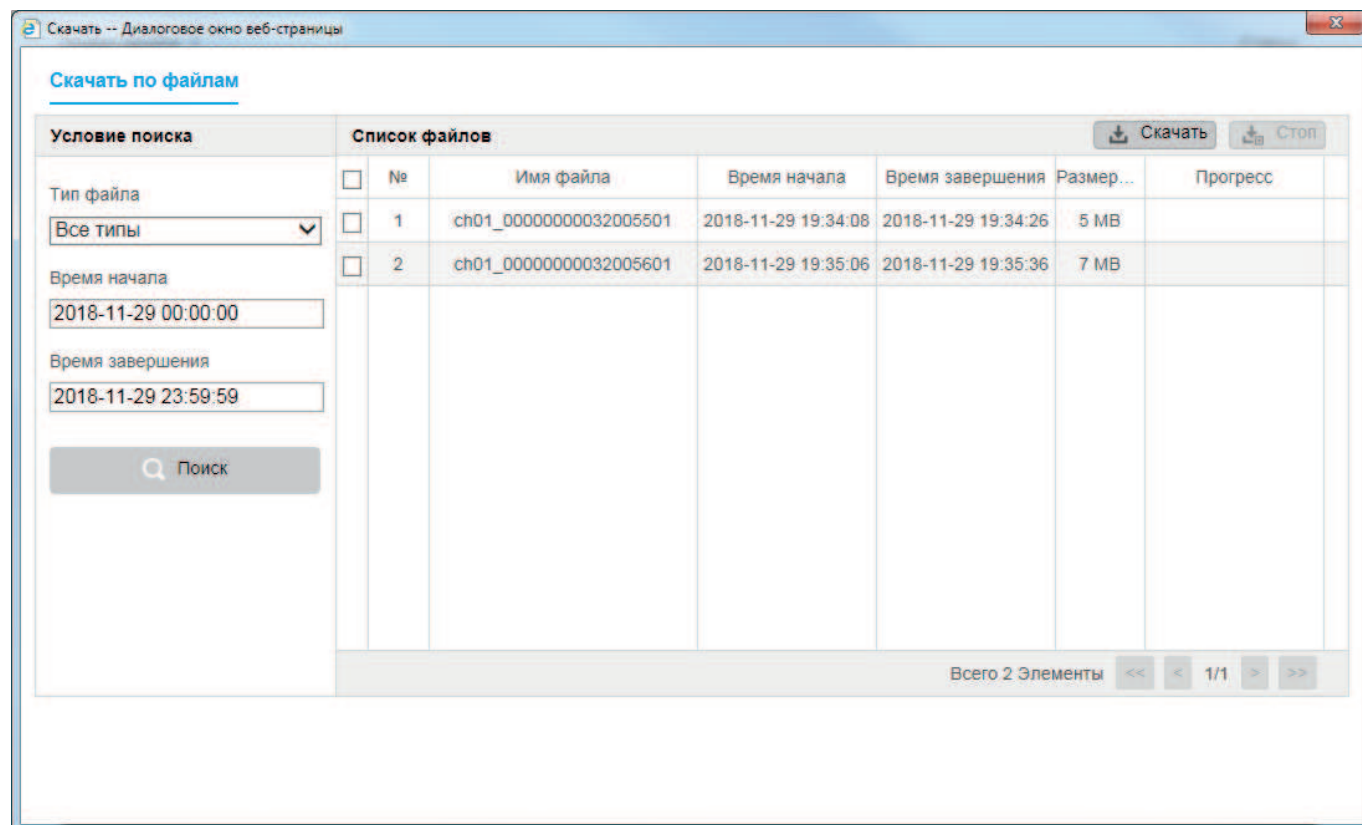 Скачать -- Диалоговое окно веб-страницы
Скачать по файлам
Условие поиска
Тип файла
Все типы
Время начала
2018-11-29 00:00:00
Время завершения
2018-11-29 23:59:59
Поиск
Список файлов Скачать Стоп
№ Имя файла Время начала Время завершения Размер... Прогресс
1 ch01_00000000032005501 2018-11-29 19:34:08 2018-11-29 19:34:26 5 MB
2 ch01_00000000032005601 2018-11-29 19:35:06 2018-11-29 19:35:36 7 MB
Всего 2 Элементы << < 1/1 > >>